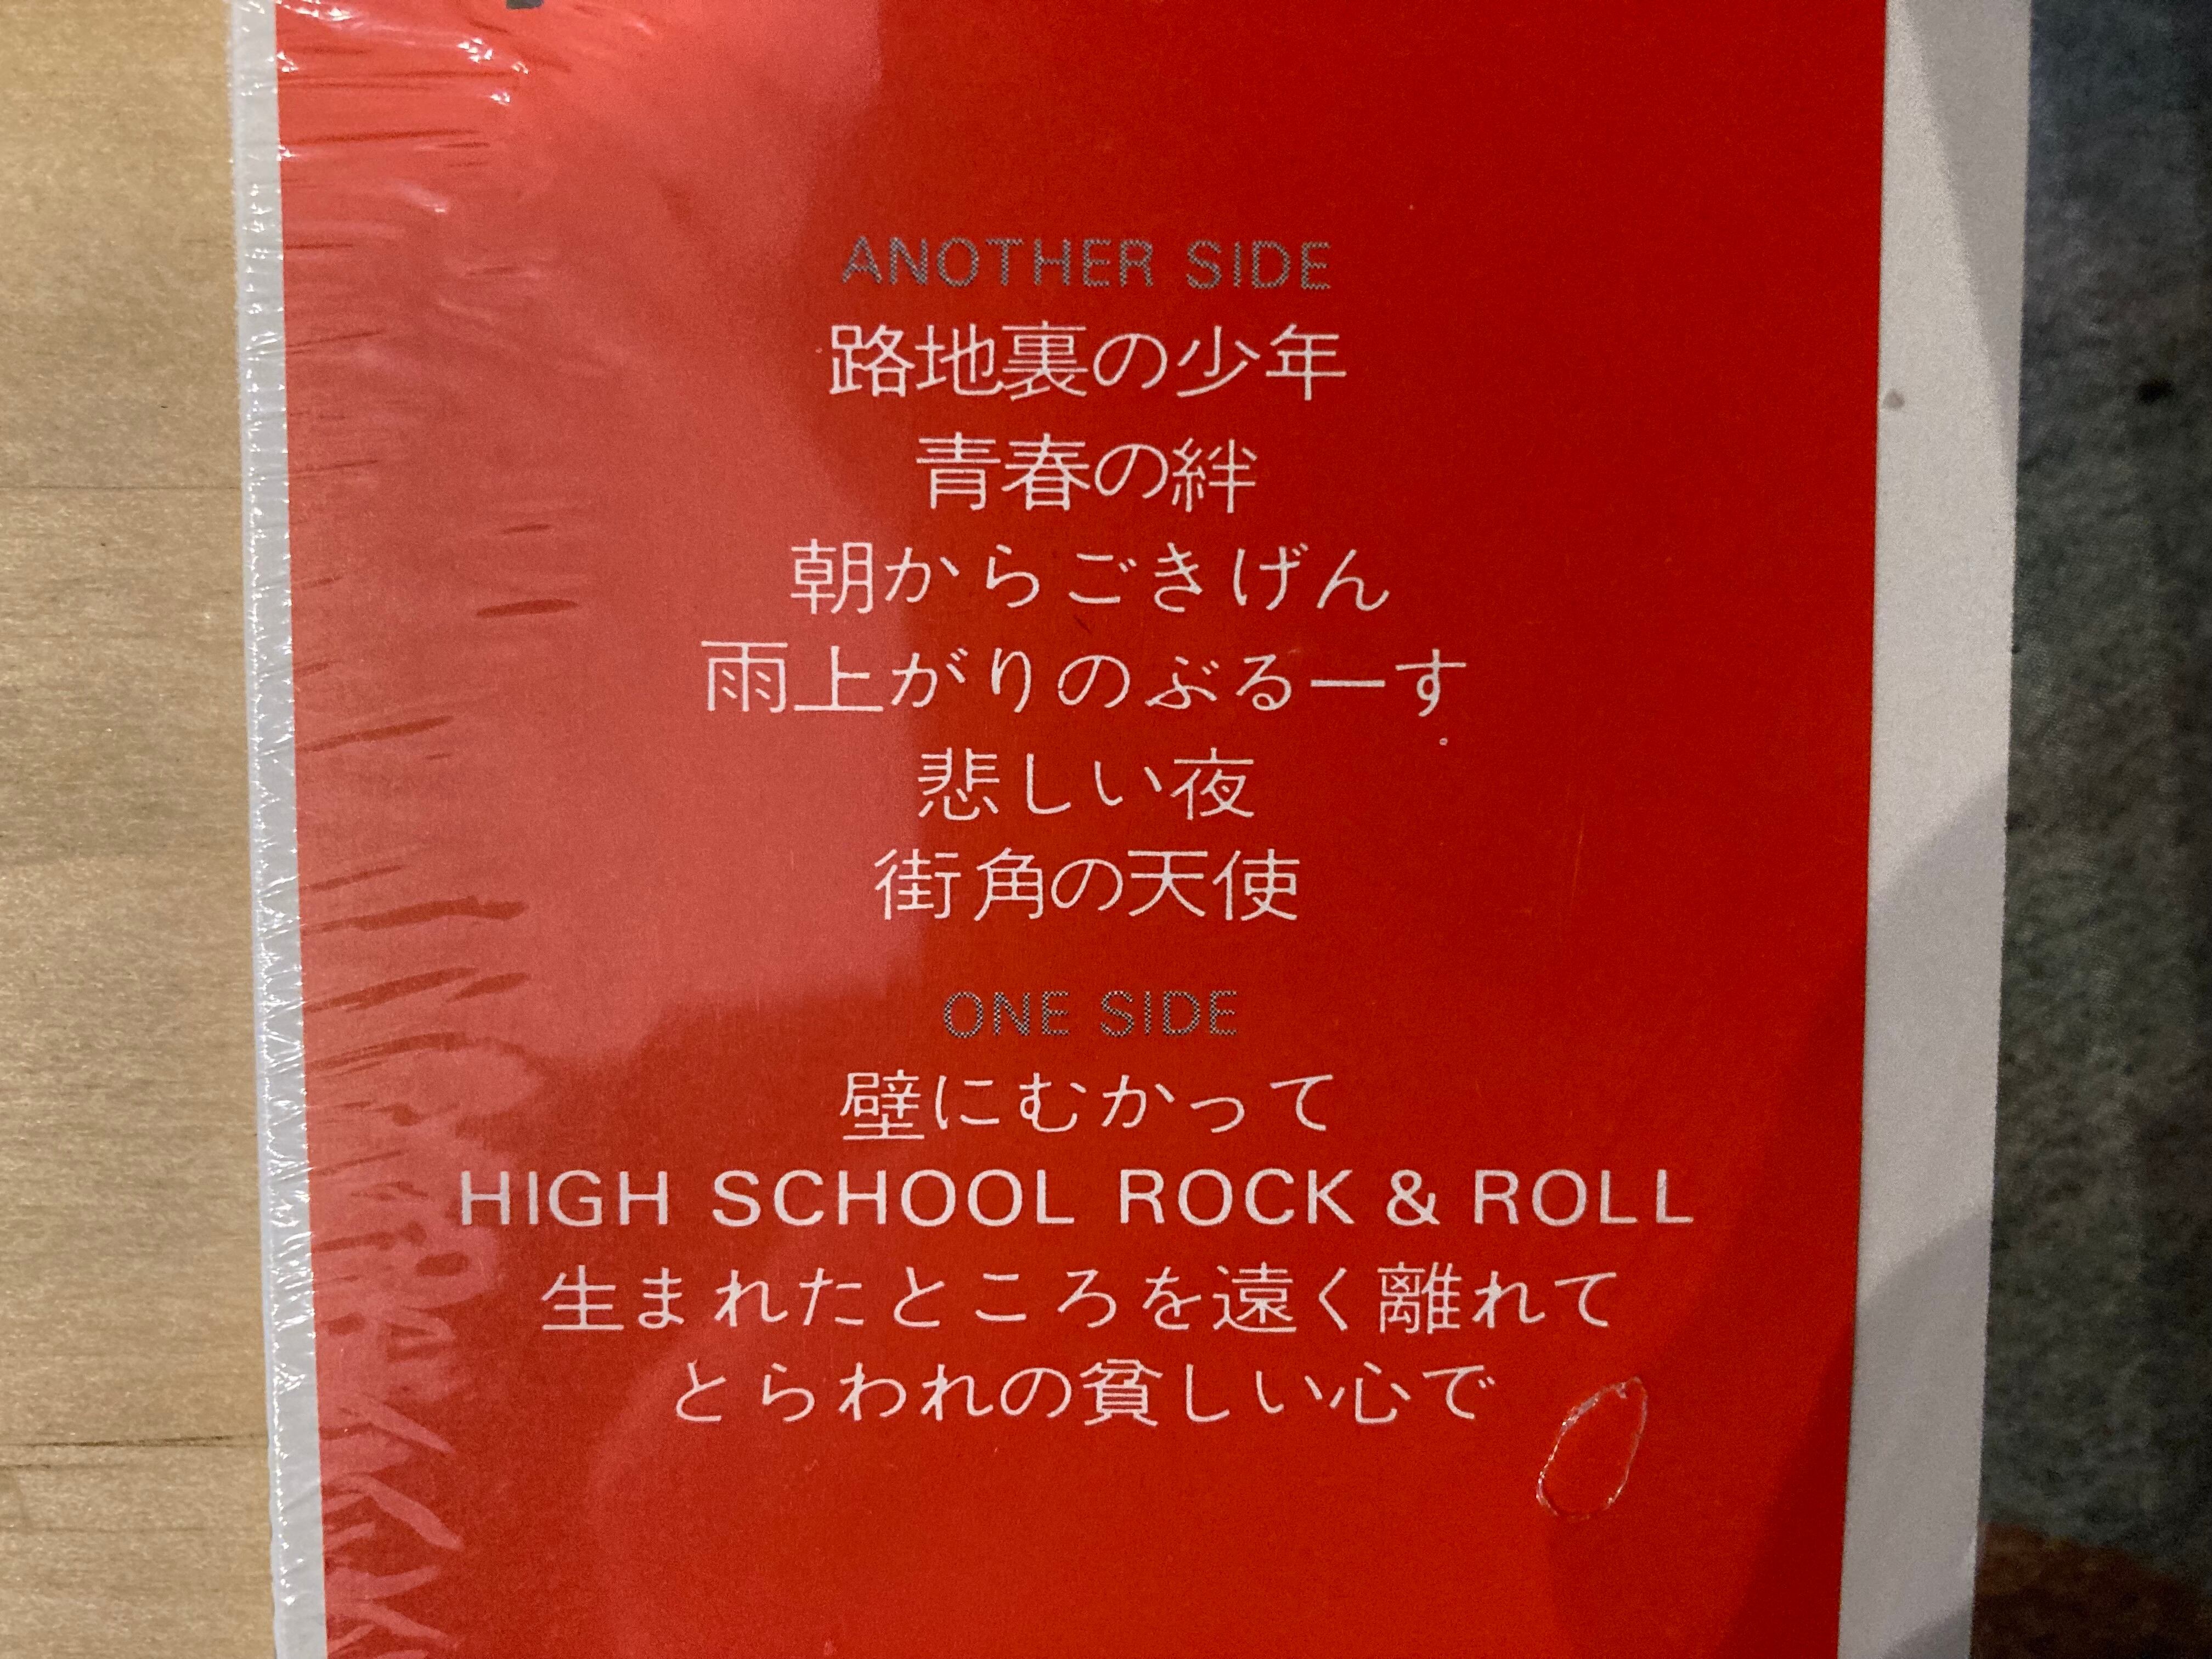 ANOTHER SIDE
路地裏の少年
青春の絆
朝からごきげん
雨上がりのぶるーす
悲しい夜
街角の天使
ONE SIDE
壁にむかって
HIGH SCHOOL ROCK & ROLL
生まれたところを遠く離れて
とらわれの貧しい心で